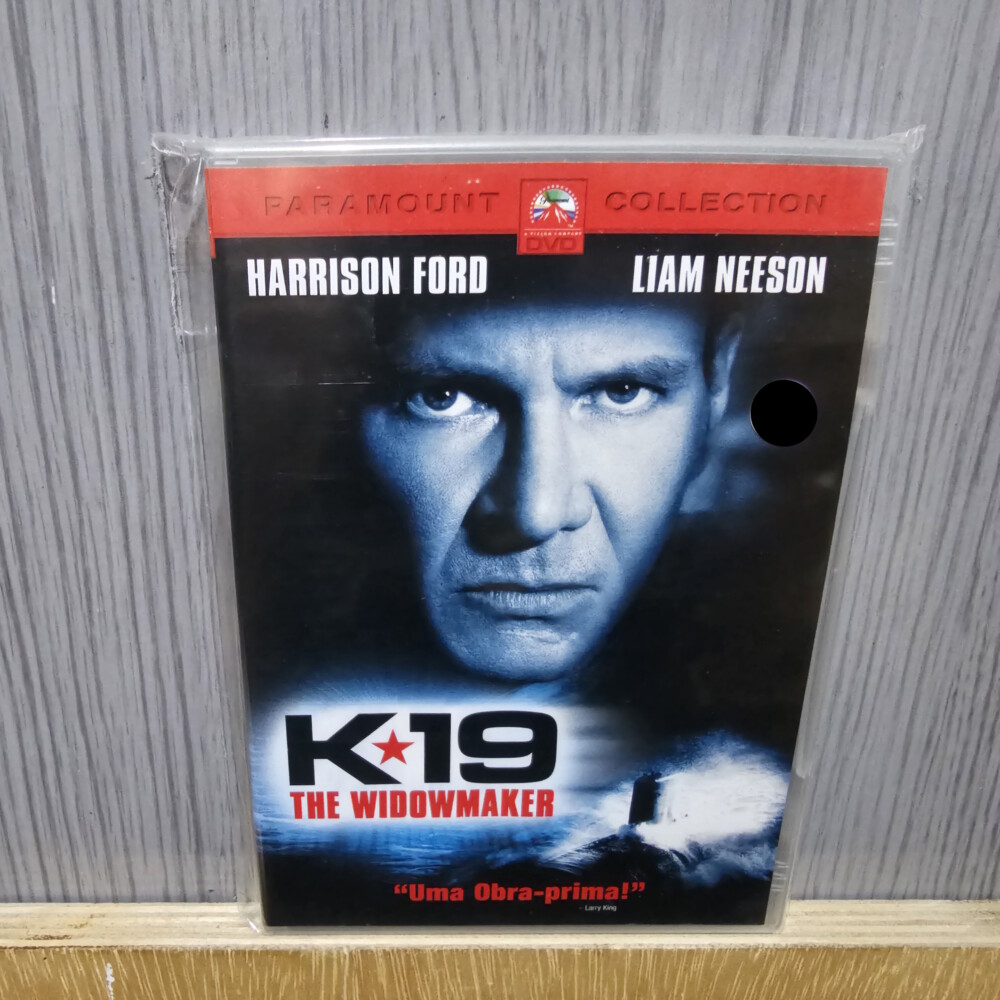 PARAMOUNT COLLECTION
DVD
HARRISON FORD LIAM NEESON
K★19
THE WIDOWMAKER
“Uma Obra-prima!”
- Larry King